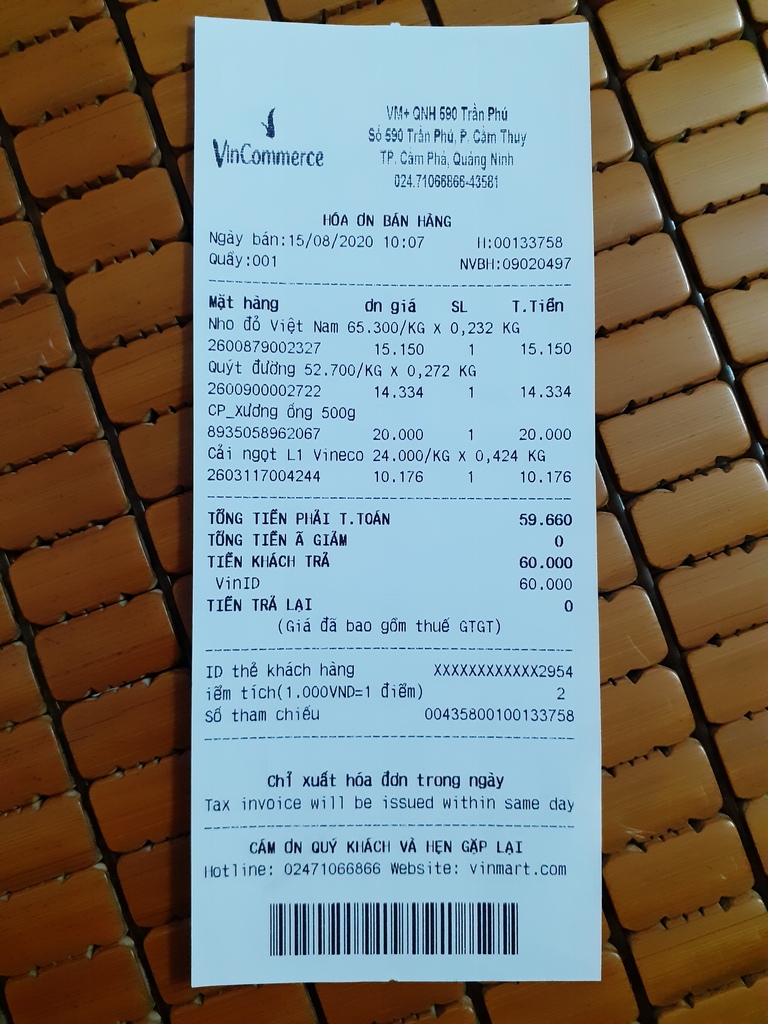 VinCommerce
VM+ QNH 590 Trần Phú
Số 590 Trần Phú, P. Cẩm Thủy
TP. Cẩm Phả, Quảng Ninh
024.71066866-43581
HÓA ƠN BÁN HÀNG
Ngày bán:15/08/2020 10:07 H:00133758
Quầy:001 NVBH:09020497
Mặt hàng ơn giá SL T.Tiền
Nho đỏ Việt Nam 65.300/KG X 0,232 KG
2600879002327 15.150 1 15.150
Quýt đường 52.700/KG X 0,272 KG
2600900002722 14.334 1 14.334
CP_Xương ống 500g
8935058962067 20.000 1 20.000
Cải ngọt L1 Vineco 24.000/KG X 0,424 KG
2603117004244 10.176 1 10.176
TỔNG TIỀN PHẢI T.TOÁN 59.660
TỔNG TIỀN Ã GIẢM 0
TIỀN KHÁCH TRẢ 60.000
VinID 60.000
TIỀN TRẢ LẠI 0
(Giá đã bao gồm thuế GTGT)
ID thẻ khách hàng XXXXXXXXXXXX2954
iểm tích(1.000VND=1 điểm) 2
Số tham chiếu 00435800100133758
Chỉ xuất hóa đơn trong ngày
Tax invoice will be issued within same day
CẢM ƠN QUÝ KHÁCH VÀ HẸN GẶP LẠI
Hotline: 02471066866 Website: vinmart.com